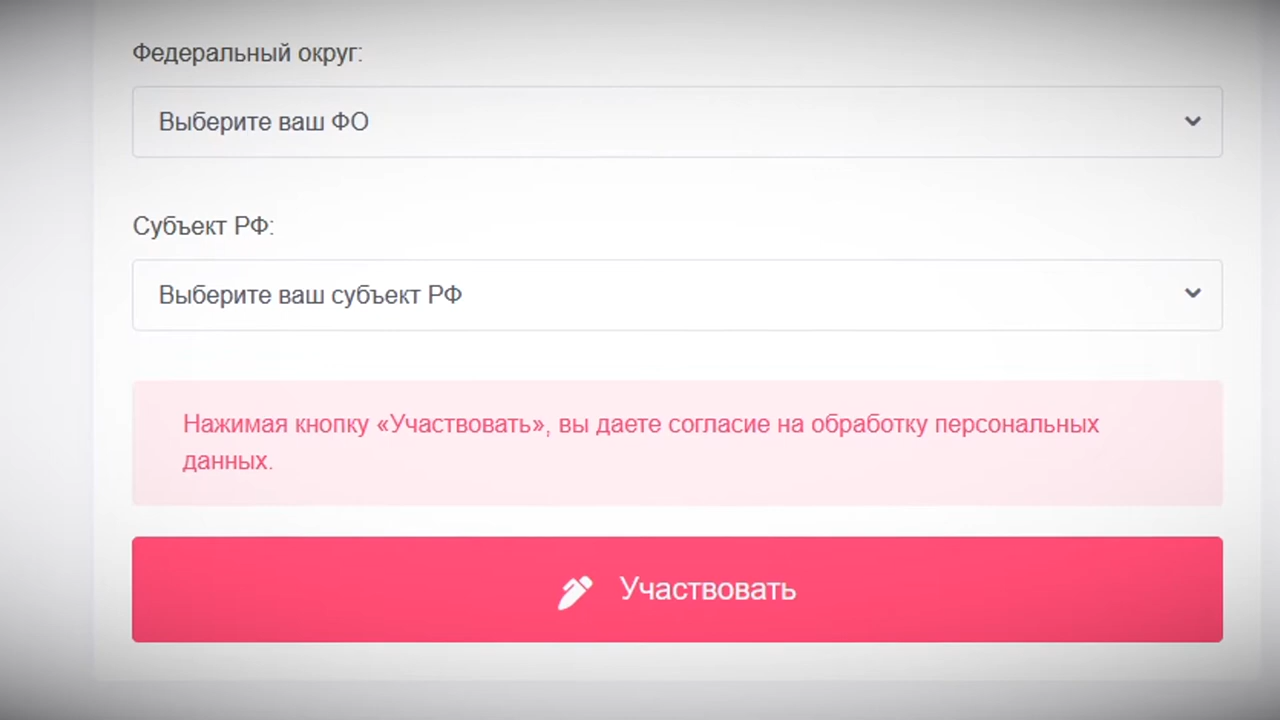 Федеральный округ:
Выберите ваш ФО
Субъект РФ:
Выберите ваш субъект РФ
Нажимая кнопку «Участвовать», вы даете согласие на обработку персональных
данных.
Участвовать